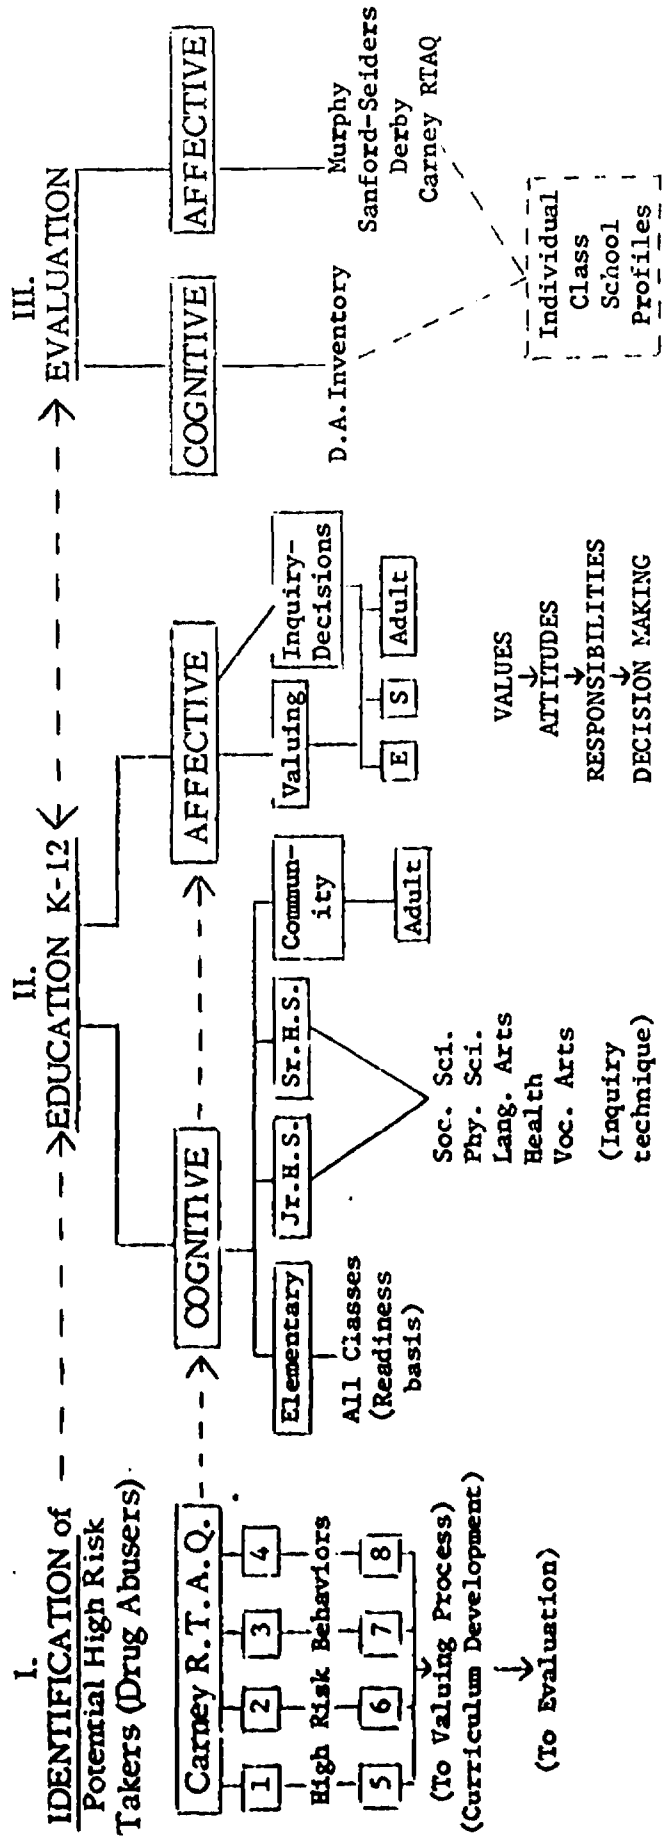 I.
IDENTIFICATION of
Potential High Risk
Takers (Drug Abusers)
Carney R.T.A.Q.
1 2 3 4
High Risk Behaviors
5 6 7 8
(To Valuing Process)
(Curriculum Development)
(To Evaluation)
II.
EDUCATION K-12
COGNITIVE
Elementary
All Classes
(Readiness
basis)
Jr.H.S.
Sr.H.S.
Soc. Sci.
Phy. Sci.
Lang. Arts
Health
Voc. Arts
(Inquiry
technique)
Commun-
ity
Adult
AFFECTIVE
Valuing
Inquiry-
Decisions
E S Adult
VALUES
ATTITUDES
RESPONSIBILITIES
DECISION MAKING
III.
EVALUATION
COGNITIVE
D.A.Inventory
AFFECTIVE
Murphy
Sanford-Seiders
Derby
Carney RTAQ
Individual
Class
School
Profiles